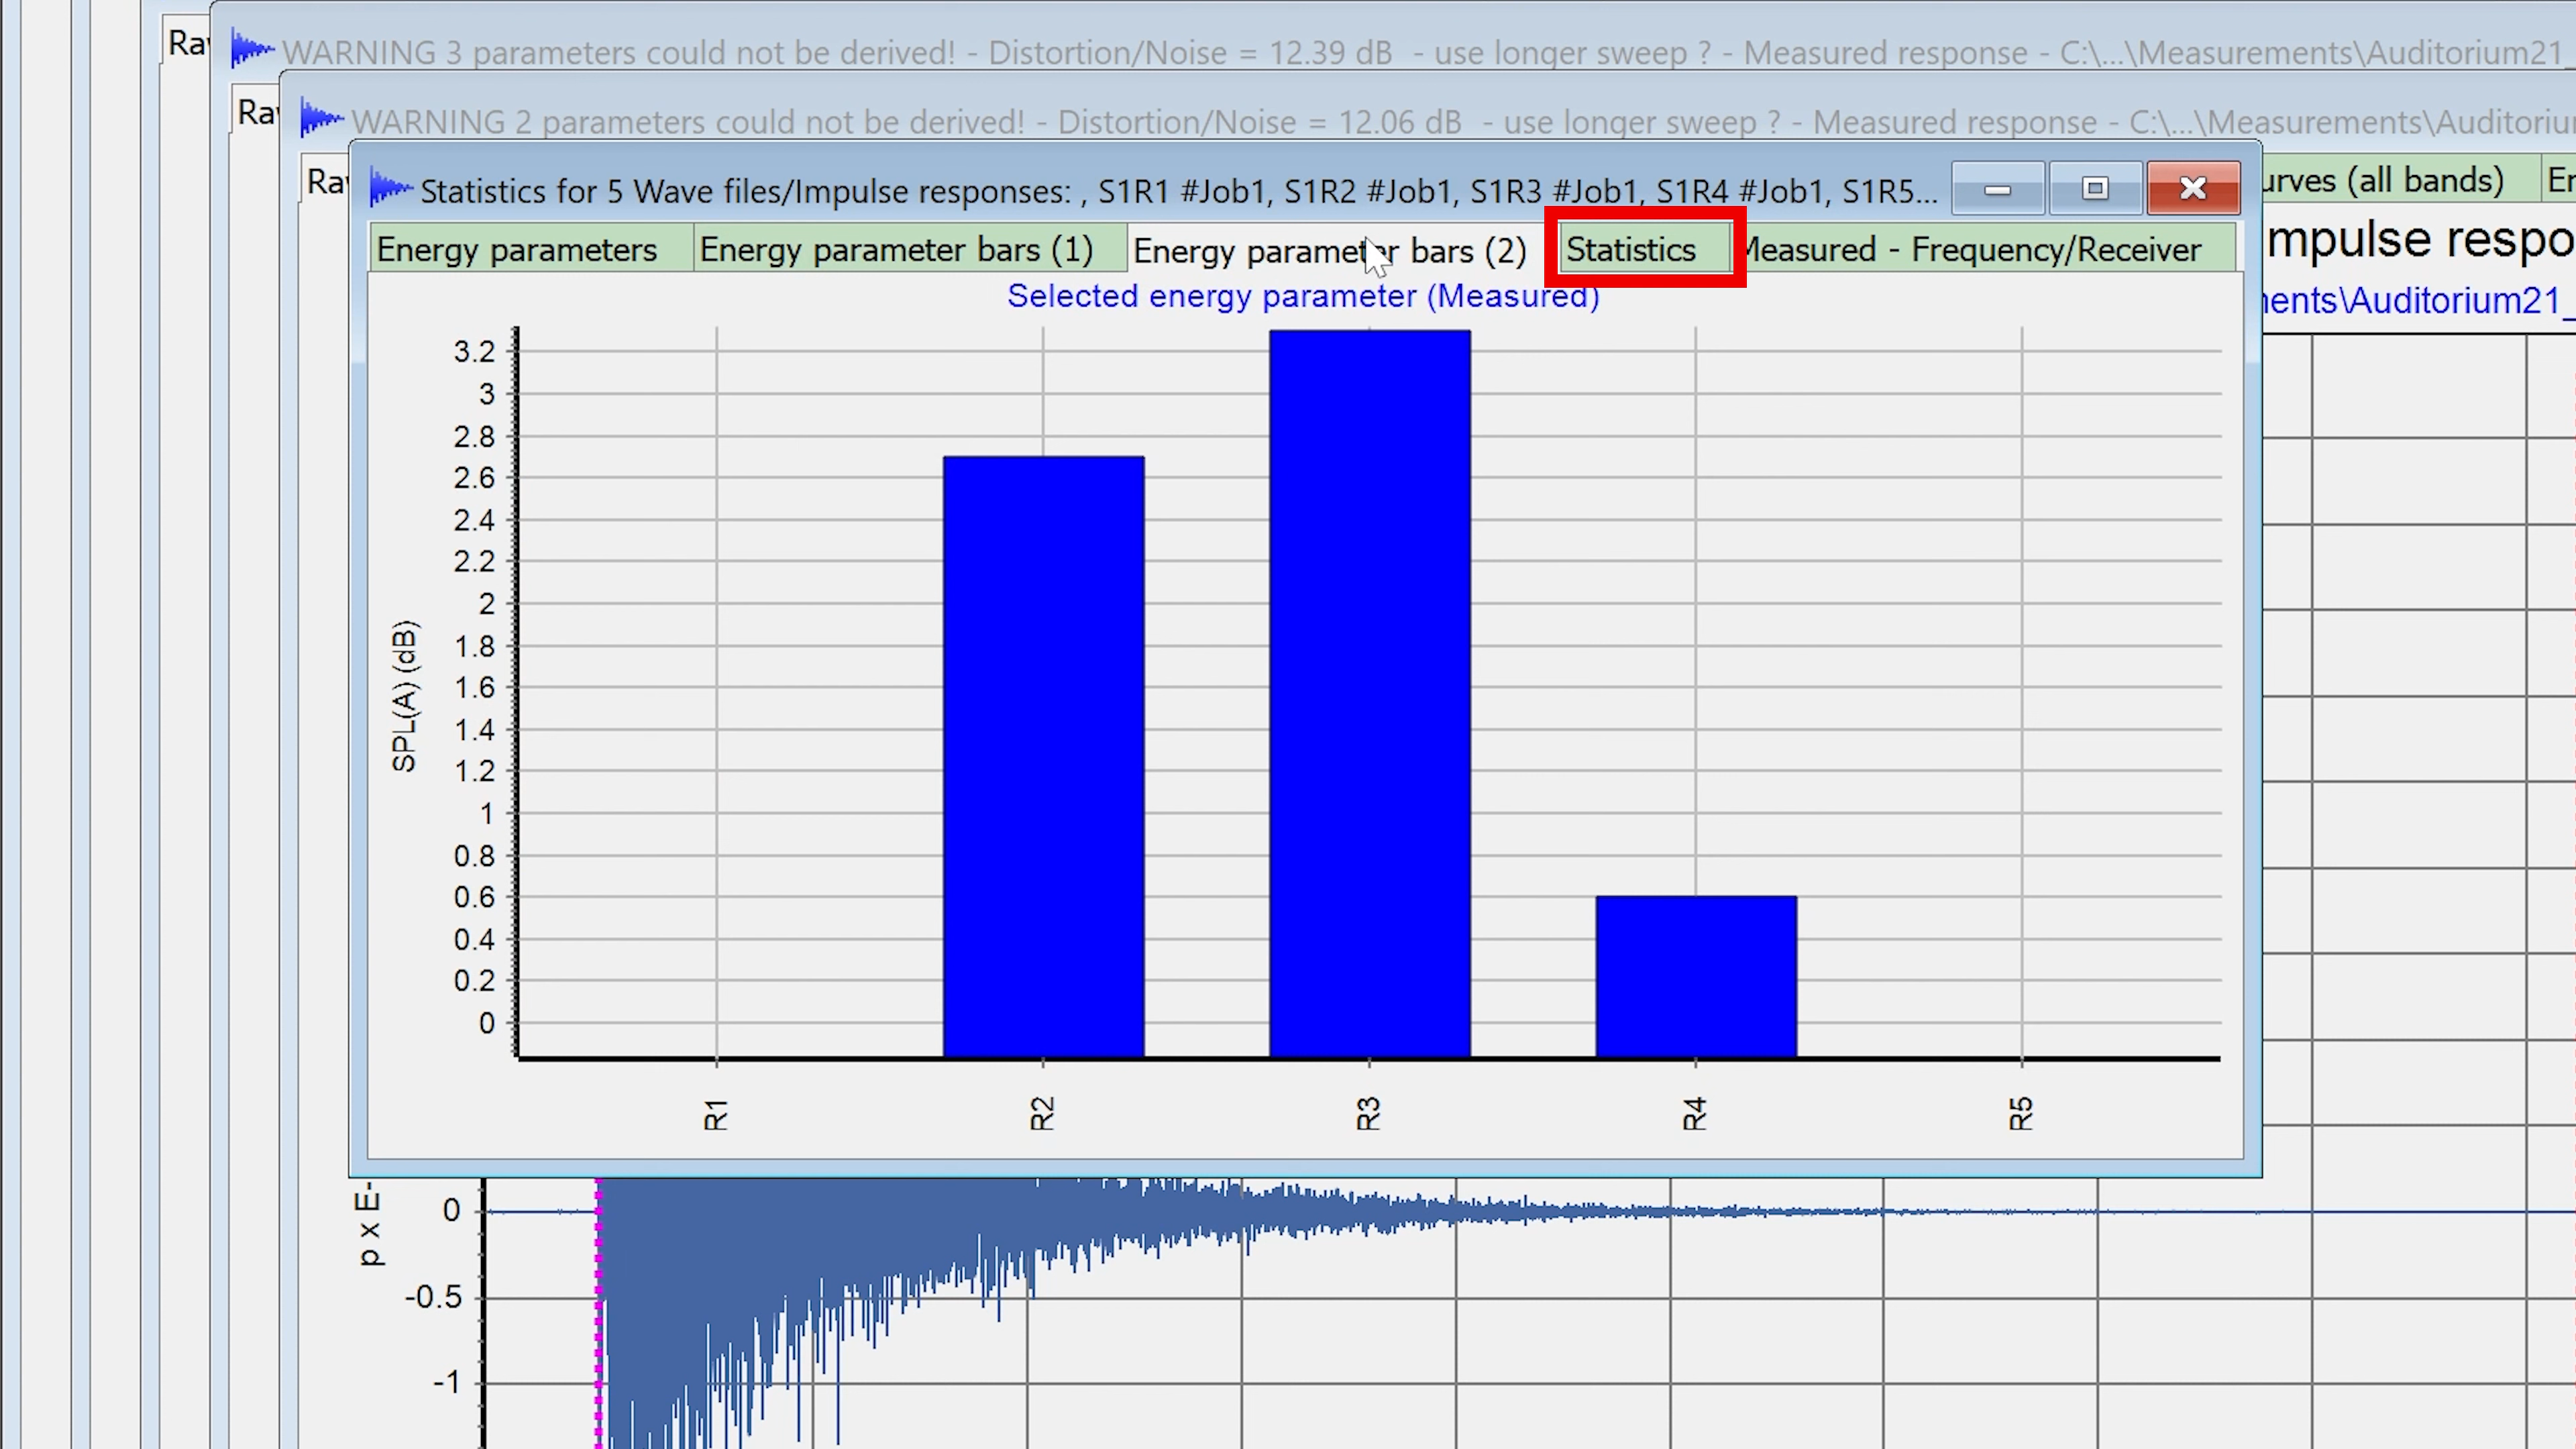 Ra
WARNING 3 parameters could not be derived! - Distortion/Noise = 12.39 dB - use longer sweep ? - Measured response - C:\...\Measurements\Auditorium21_
Ra
WARNING 2 parameters could not be derived! - Distortion/Noise = 12.06 dB - use longer sweep ? - Measured response - C:\...\Measurements\Auditoriu
Ra
Statistics for 5 Wave files/Impulse responses: , S1R1 #Job1, S1R2 #Job1, S1R3 #Job1, S1R4 #Job1, S1R5...
urves (all bands)
En
Energy parameters
Energy parameter bars (1)
Energy parameter bars (2)
Statistics
Measured - Frequency/Receiver
mpulse respo
Selected energy parameter (Measured)
ents\Auditorium21_
SPL(A) (dB)
3.2
3
2.8
2.6
2.4
2.2
2
1.8
1.6
1.4
1.2
1
0.8
0.6
0.4
0.2
0
R1
R2
R3
R4
R5
p x E-
0
-0.5
-1